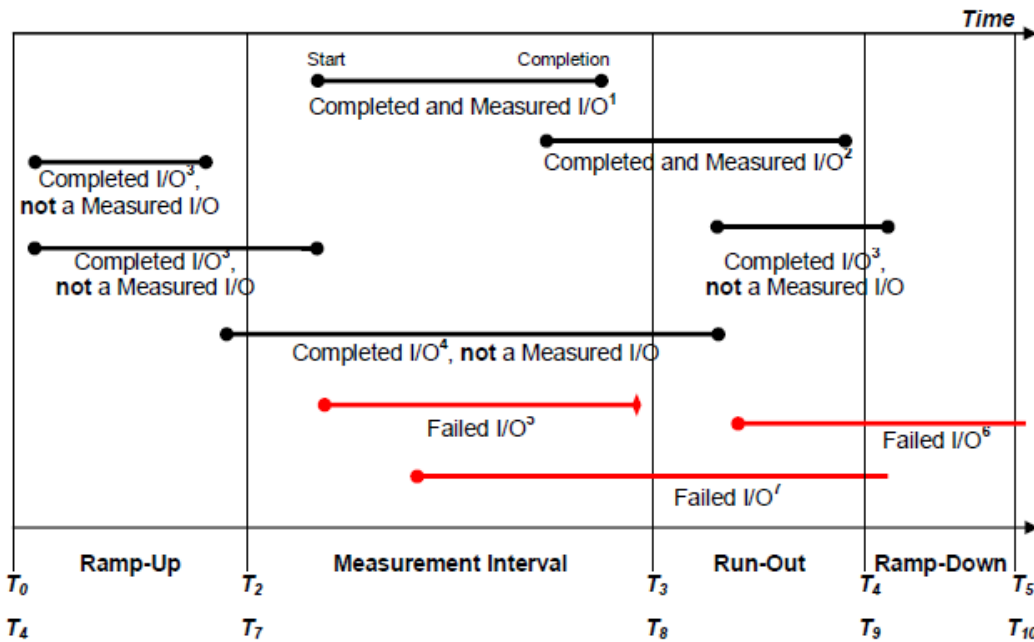 Time
Start Completion
Completed and Measured I/O¹
Completed and Measured I/O²
Completed I/O³,
not a Measured I/O
Completed I/O³,
not a Measured I/O
Completed I/O³,
not a Measured I/O
Completed I/O⁴, not a Measured I/O
Failed I/O⁵
Failed I/O⁶
Failed I/O⁷
Ramp-Up Measurement Interval Run-Out Ramp-Down
T₀ T₂ T₃ T₄ T₅
T₄ T₇ T₈ T₉ T₁₀